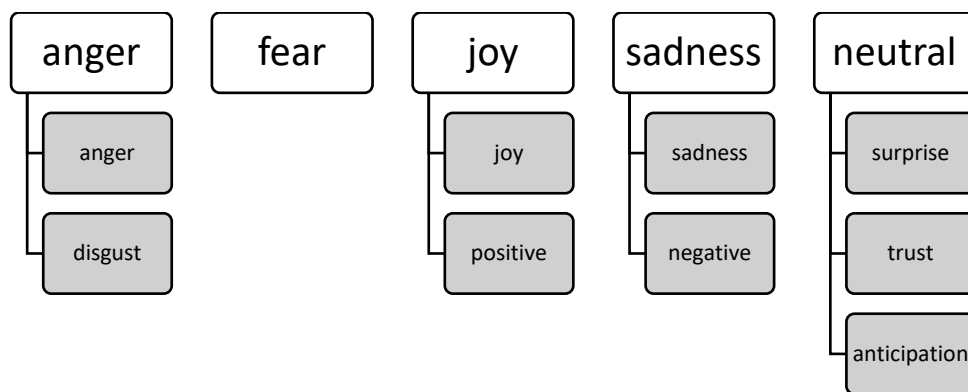 anger
fear
joy
sadness
neutral
anger
joy
sadness
surprise
disgust
positive
negative
trust
anticipation